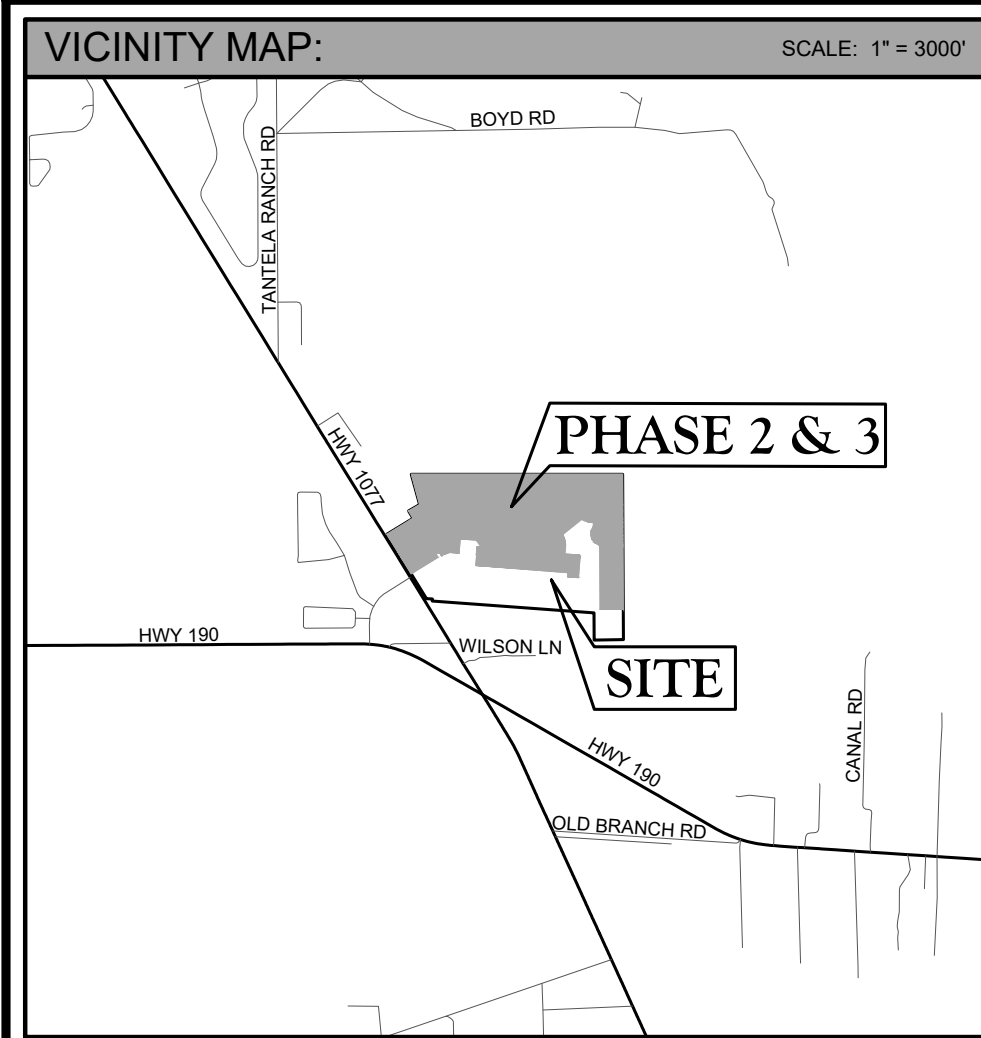 VICINITY MAP:
SCALE: 1" = 3000'
BOYD RD
TANTELA RANCH RD
PHASE 2 & 3
HWY 1077
HWY 190
WILSON LN
SITE
CANAL RD
HWY 190
OLD BRANCH RD